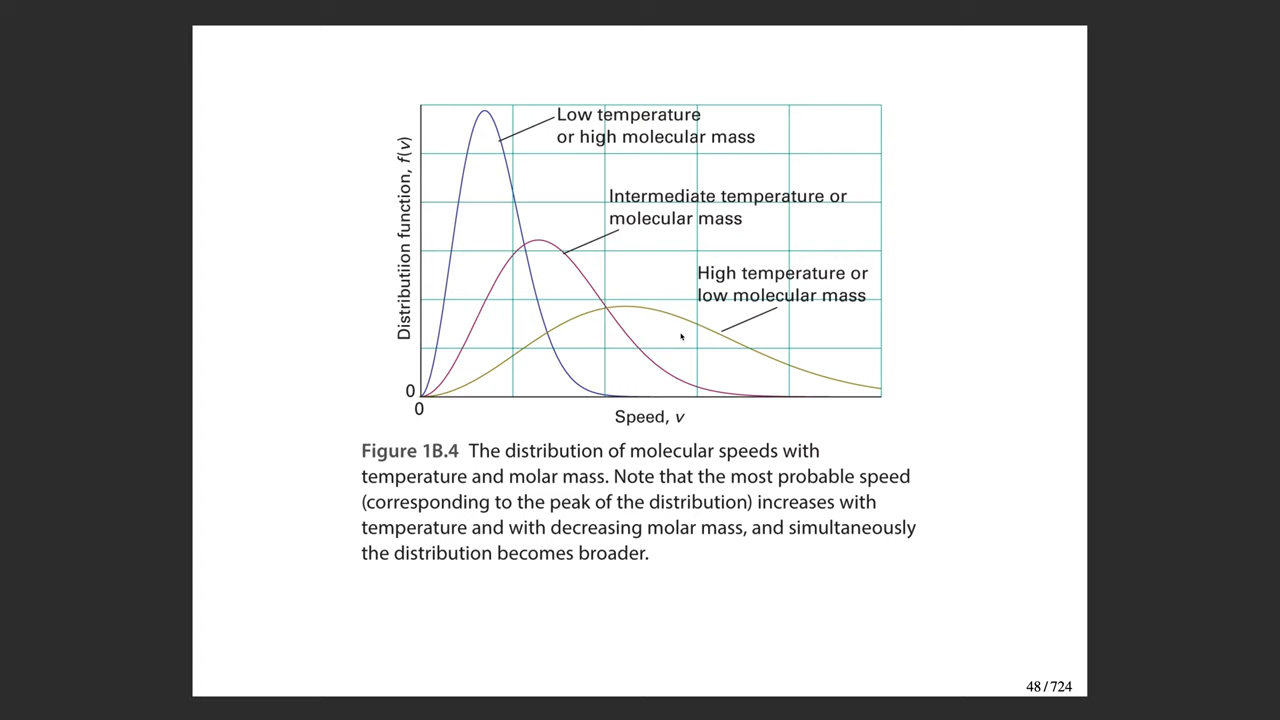 Low temperature
or high molecular mass
Intermediate temperature or
molecular mass
High temperature or
low molecular mass
Distributiion function, f(v)
0
0
Speed, v
Figure 1B.4 The distribution of molecular speeds with
temperature and molar mass. Note that the most probable speed
(corresponding to the peak of the distribution) increases with
temperature and with decreasing molar mass, and simultaneously
the distribution becomes broader.
48 / 724